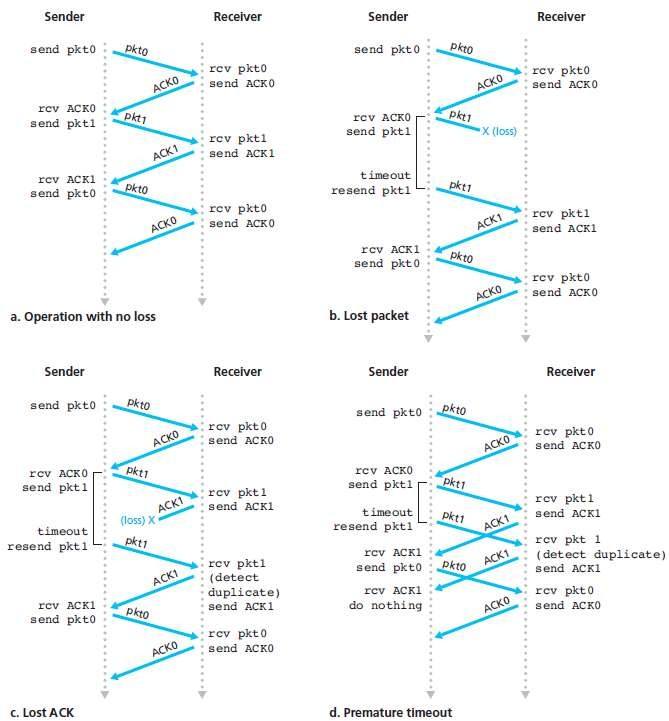 Sender Receiver
send pkt0
pkt0
rcv pkt0
send ACK0
ACK0
rcv ACK0
send pkt1
pkt1
rcv pkt1
send ACK1
ACK1
rcv ACK1
send pkt0
pkt0
rcv pkt0
send ACK0
ACK0
a. Operation with no loss
Sender Receiver
send pkt0
pkt0
rcv pkt0
send ACK0
ACK0
rcv ACK0
send pkt1
pkt1
X (loss)
timeout
resend pkt1
pkt1
rcv pkt1
send ACK1
ACK1
rcv ACK1
send pkt0
pkt0
rcv pkt0
send ACK0
ACK0
b. Lost packet
Sender Receiver
send pkt0
pkt0
rcv pkt0
send ACK0
ACK0
rcv ACK0
send pkt1
pkt1
rcv pkt1
send ACK1
ACK1
(loss) X
timeout
resend pkt1
pkt1
rcv pkt1
(detect
duplicate)
send ACK1
ACK1
rcv ACK1
send pkt0
pkt0
rcv pkt0
send ACK0
ACK0
c. Lost ACK
Sender Receiver
send pkt0
pkt0
rcv pkt0
send ACK0
ACK0
rcv ACK0
send pkt1
pkt1
rcv pkt1
send ACK1
timeout
resend pkt1
pkt1
ACK1
rcv pkt 1
(detect duplicate)
send ACK1
rcv ACK1
send pkt0
pkt0
ACK1
rcv pkt0
send ACK0
rcv ACK1
do nothing
ACK0
d. Premature timeout